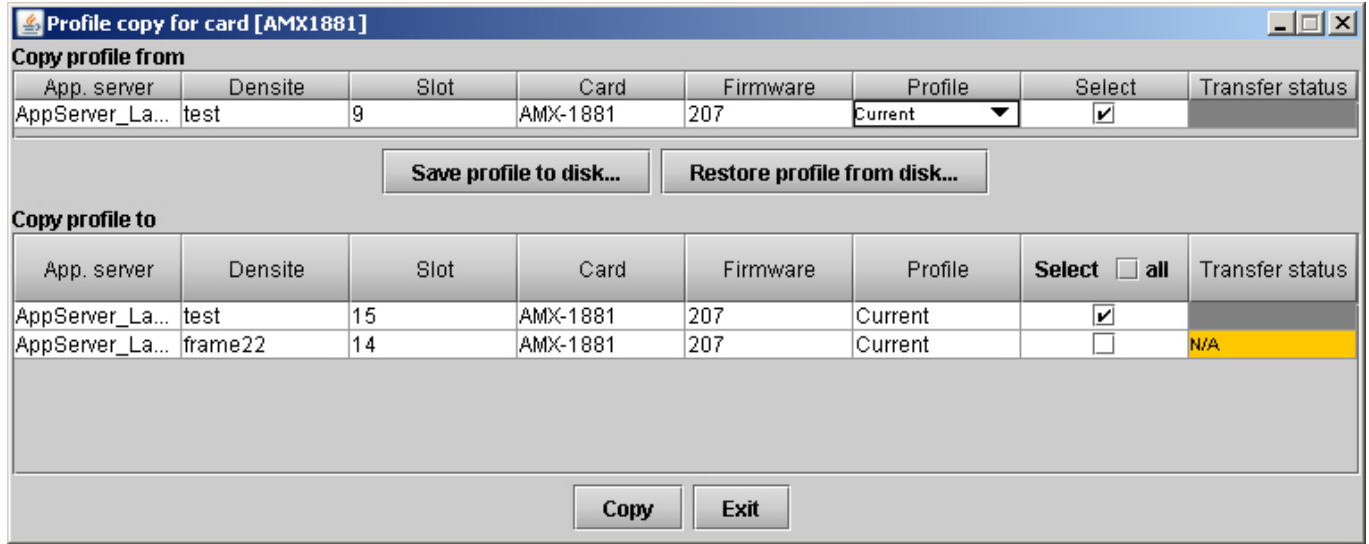 Profile copy for card [AMX1881]
Copy profile from
App. server Densite Slot Card Firmware Profile Select Transfer status
AppServer_La... test 9 AMX-1881 207 Current
Save profile to disk... Restore profile from disk...
Copy profile to
App. server Densite Slot Card Firmware Profile Select all Transfer status
AppServer_La... test 15 AMX-1881 207 Current
AppServer_La... frame22 14 AMX-1881 207 Current N/A
Copy Exit